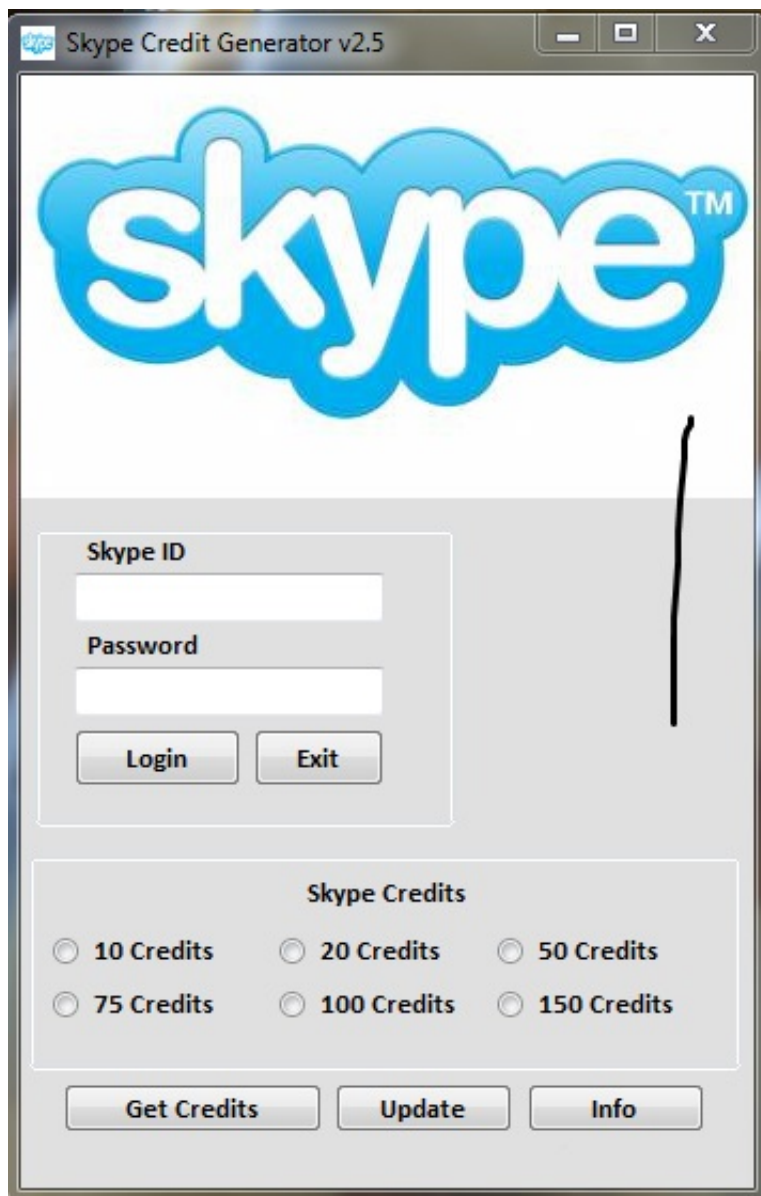 skype Skype Credit Generator v2.5
skype TM
Skype ID
Password
Login Exit
Skype Credits
10 Credits 20 Credits 50 Credits
75 Credits 100 Credits 150 Credits
Get Credits Update Info